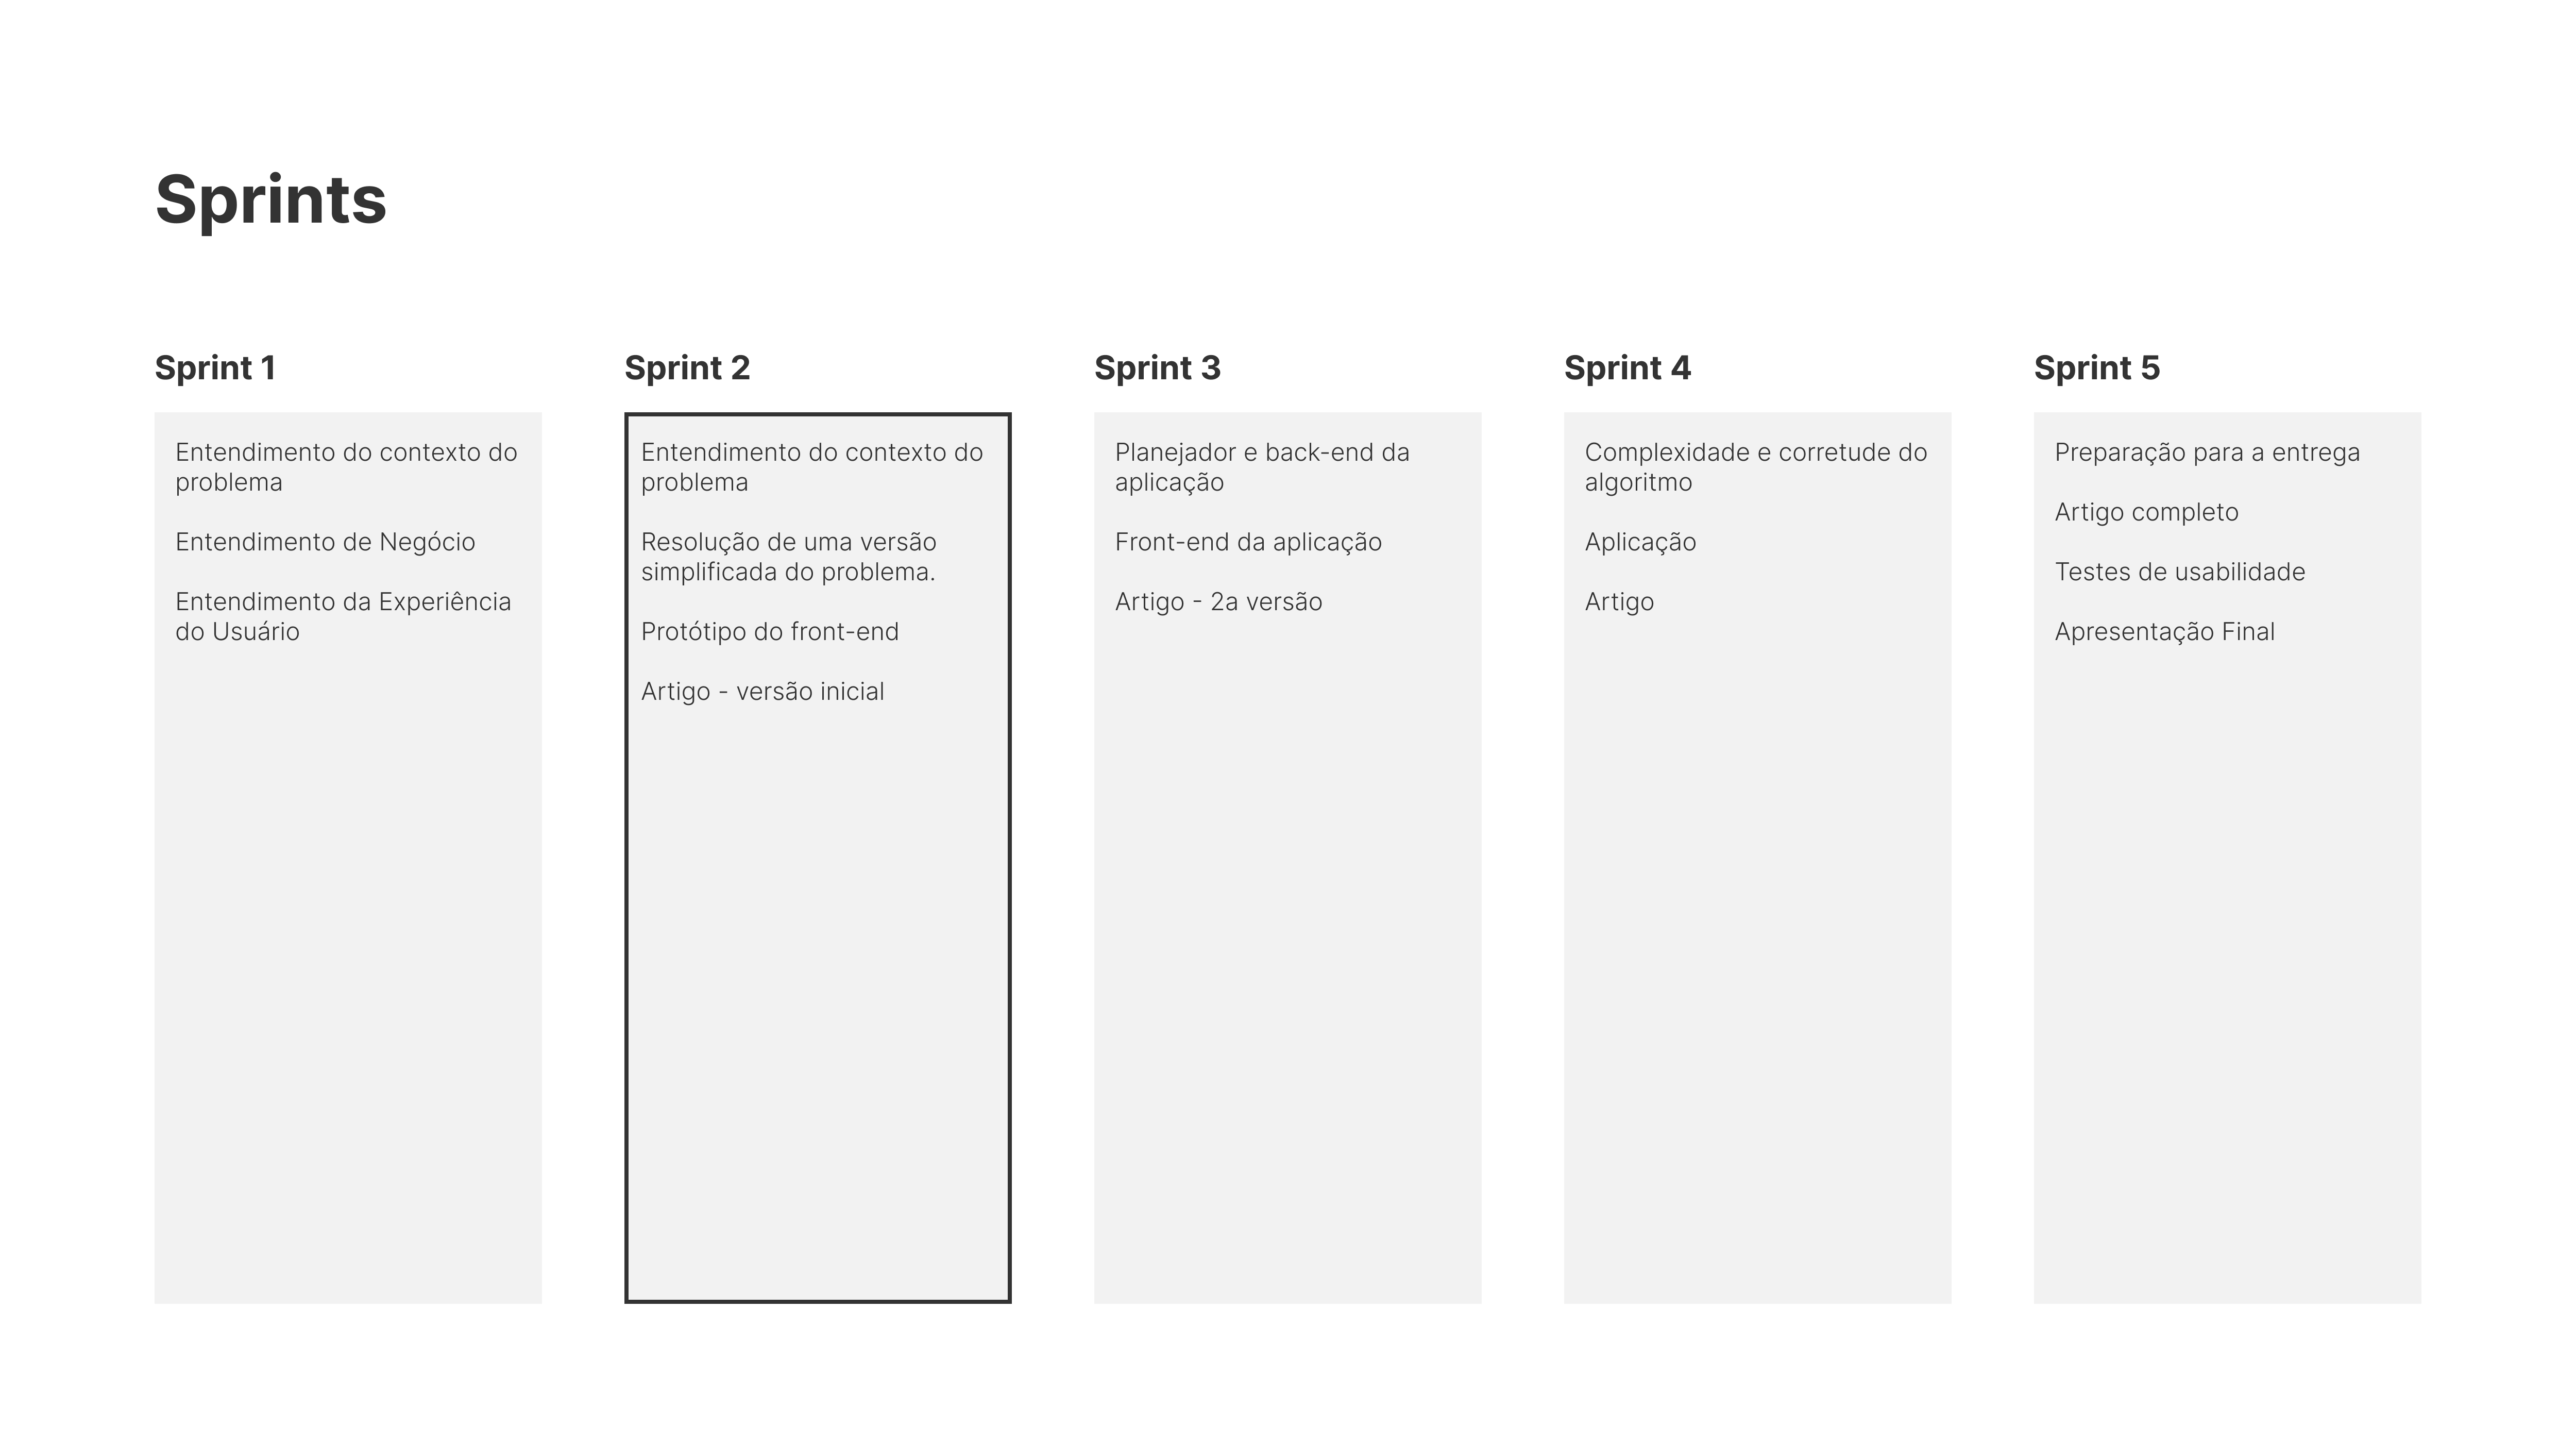 Sprints
Sprint 1
Entendimento do contexto do
problema
Entendimento de Negócio
Entendimento da Experiência
do Usuário
Sprint 2
Entendimento do contexto do
problema
Resolução de uma versão
simplificada do problema.
Protótipo do front-end
Artigo - versão inicial
Sprint 3
Planejador e back-end da
aplicação
Front-end da aplicação
Artigo - 2a versão
Sprint 4
Complexidade e corretude do
algoritmo
Aplicação
Artigo
Sprint 5
Preparação para a entrega
Artigo completo
Testes de usabilidade
Apresentação Final